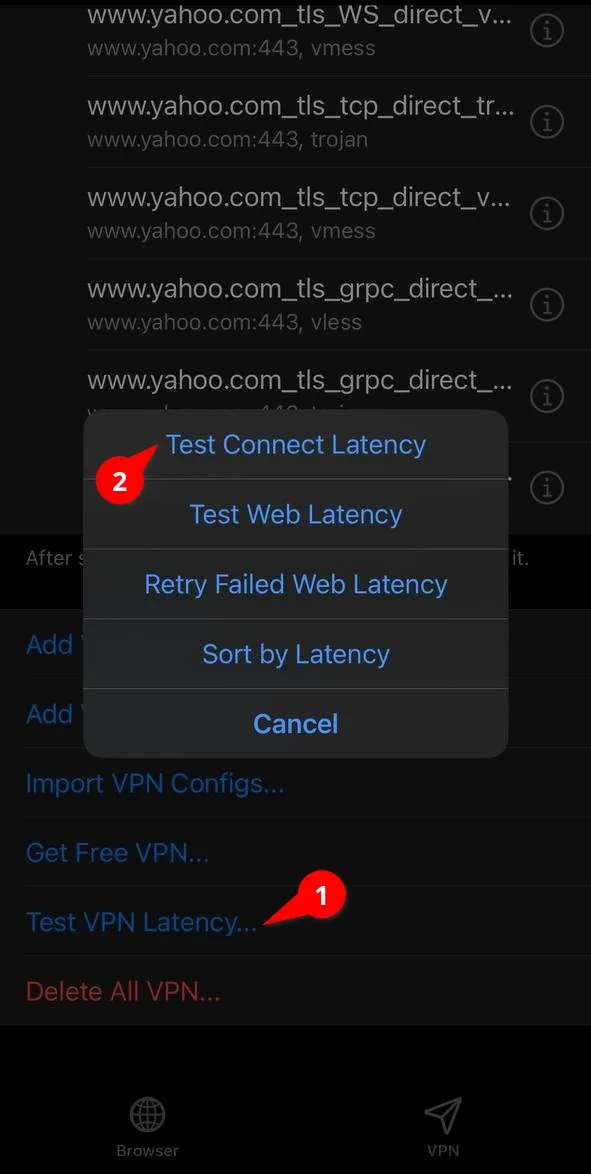 www.yahoo.com_tls_WS_direct_v...
www.yahoo.com:443, vmess
www.yahoo.com_tls_tcp_direct_tr...
www.yahoo.com:443, trojan
www.yahoo.com_tls_tcp_direct_v...
www.yahoo.com:443, vmess
www.yahoo.com_tls_grpc_direct_...
www.yahoo.com:443, vless
www.yahoo.com_tls_grpc_direct_...
Test Connect Latency
2
Test Web Latency
After
it.
Retry Failed Web Latency
Add
Sort by Latency
Add
Cancel
Import VPN Configs...
Get Free VPN...
1
Test VPN Latency...
Delete All VPN...
Browser
VPN